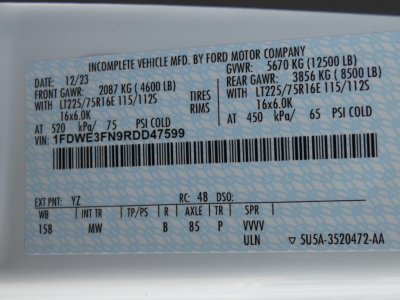 INCOMPLETE VEHICLE MFD. BY FORD MOTOR COMPANY
DATE: 12/23 GVWR: 5670 KG (12500 LB)
FRONT GAWR: 2087 KG (4600 LB) REAR GAWR: 3856 KG (8500 LB)
WITH LT225/75R16E 115/112S TIRES WITH LT225/75R16E 115/112S
16x6.0K RIMS 16x6.0K
AT 520 kPa/ 75 PSI COLD AT 450 kPa/ 65 PSI COLD
1FDWE3FN9RDD47599
EXT PNT: YZ RC: 48 DSO:
WB INT TR TP/PS R AXLE TR SPR
158 MW B 85 P VVVV
ULN 5U5A-3520472-AA